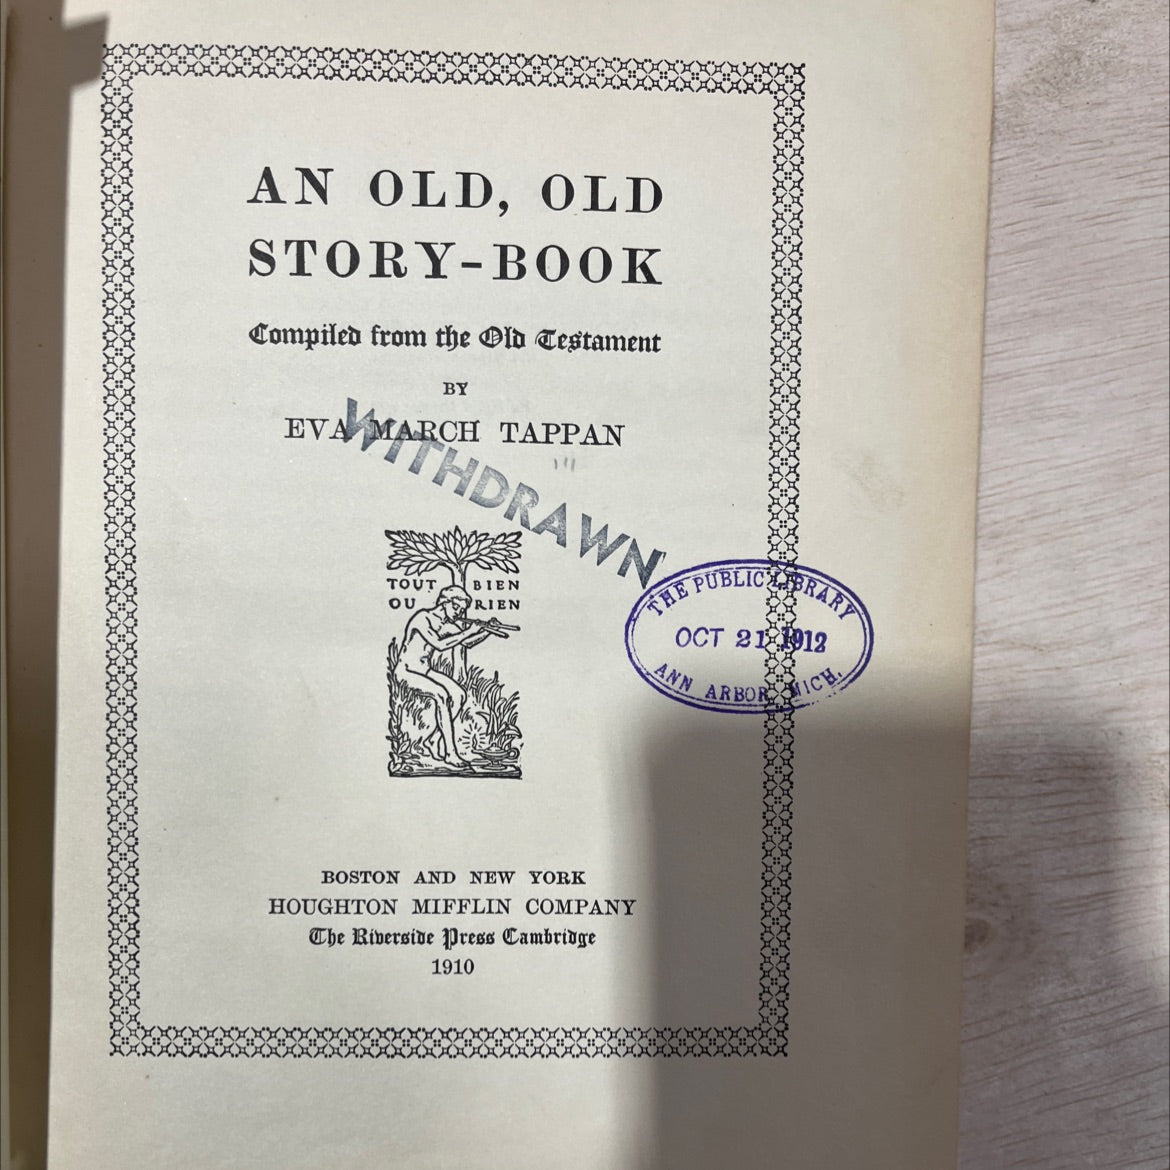 AN OLD, OLD
STORY-BOOK
Compiled from the Old Testament
BY
EVA MARCH TAPPAN
WITHDRAWN
TOUT BIEN
OU RIEN
THE PUBLIC LIBRARY
OCT 21 1912
ANN ARBOR, MICH.
BOSTON AND NEW YORK
HOUGHTON MIFFLIN COMPANY
The Riverside Press Cambridge
1910